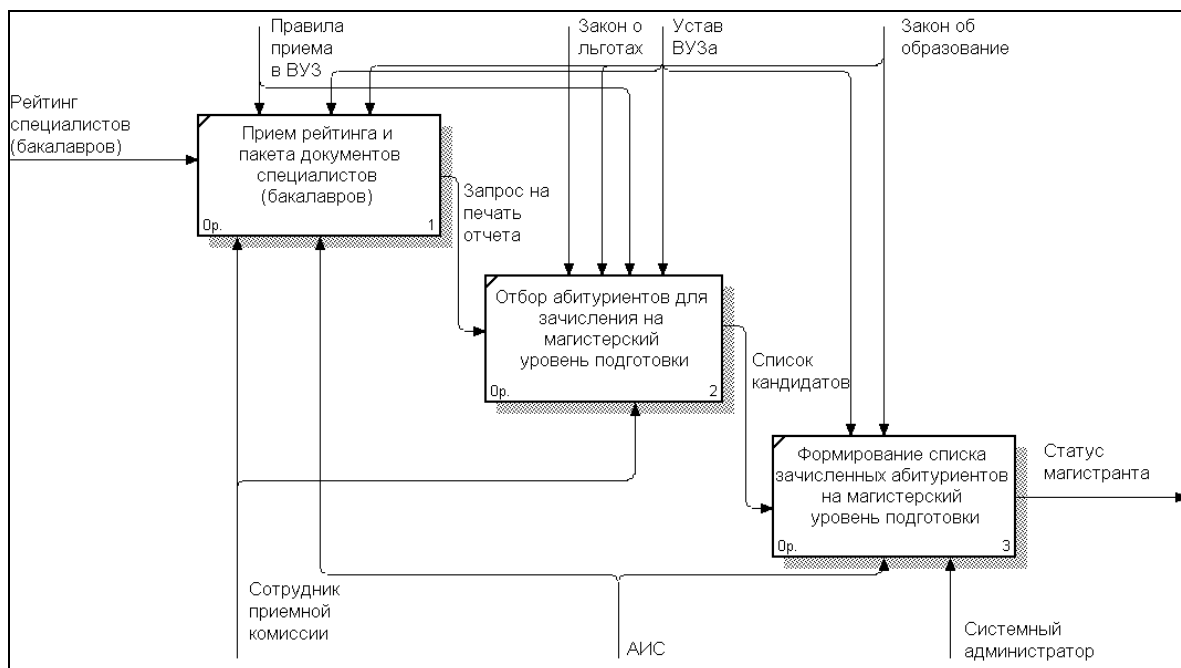 Правила
приема
в ВУЗ
Закон о
льготах
Устав
ВУЗа
Закон об
образование
Рейтинг
специалистов
(бакалавров)
Прием рейтинга и
пакета документов
специалистов
(бакалавров)
0р.
1
Запрос на
печать
отчета
Отбор абитуриентов для
зачисления на
магистерский
уровень подготовки
0р.
2
Список
кандидатов
Формирование списка
зачисленных абитуриентов
на магистерский
уровень подготовки
0р.
3
Статус
магистранта
Сотрудник
приемной
комиссии
АИС
Системный
администратор